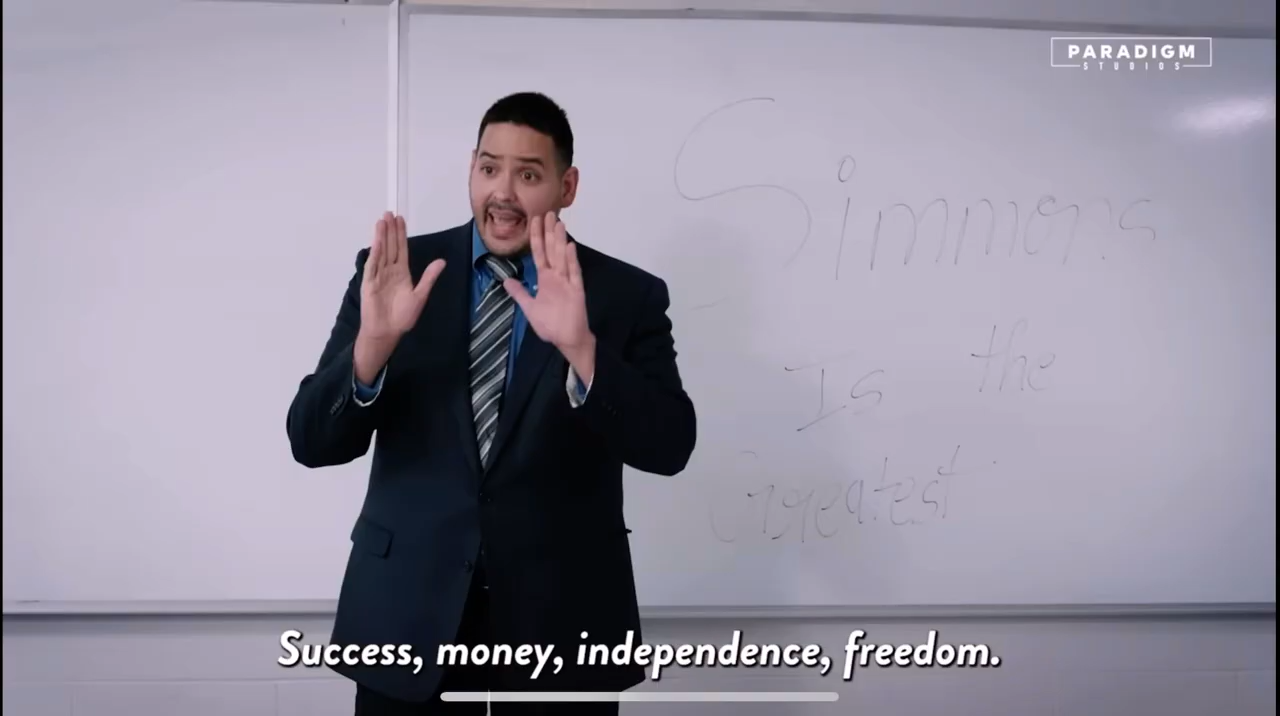 PARADIGM
STUDIOS
Simmons
Is the
Greatest
Success, money, independence, freedom.